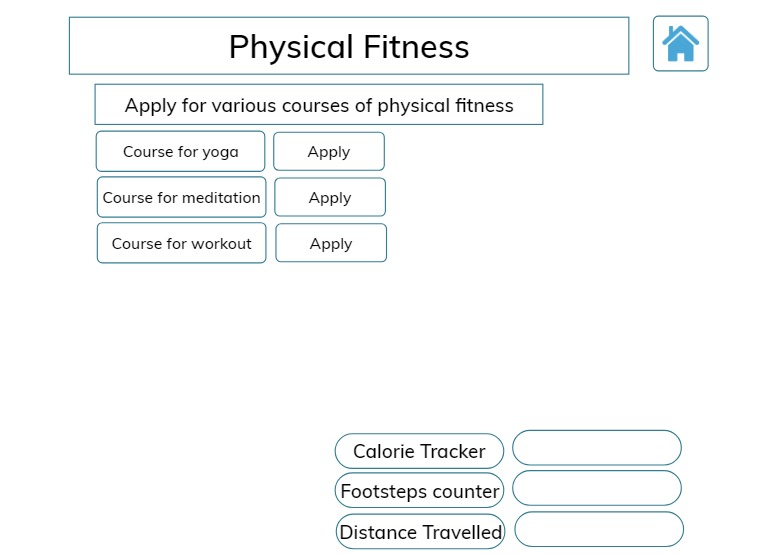 Physical Fitness
Apply for various courses of physical fitness
Course for yoga Apply
Course for meditation Apply
Course for workout Apply
Calorie Tracker
Footsteps counter
Distance Travelled